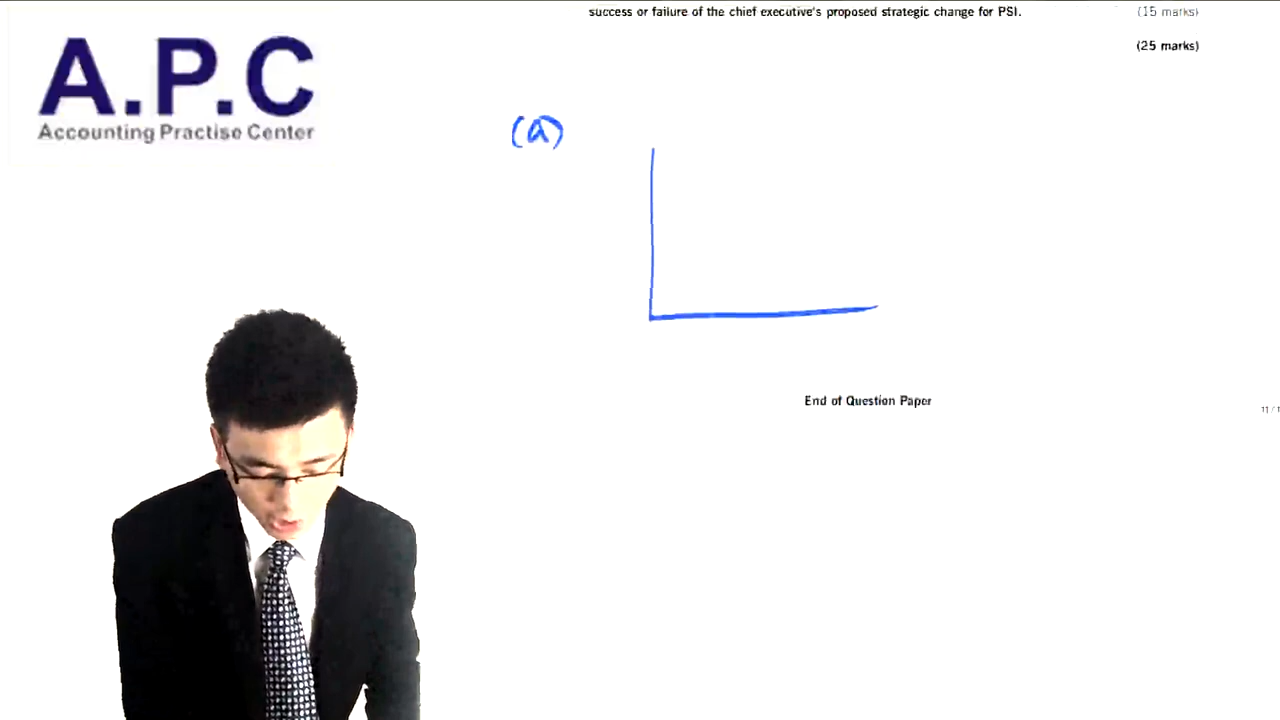 success or failure of the chief executive's proposed strategic change for PSI. (15 marks)
(25 marks)
A.P.C
Accounting Practise Center
(a)
End of Question Paper